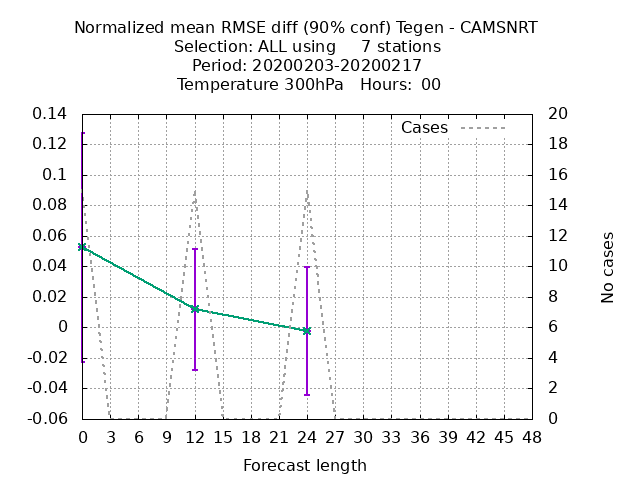 Normalized mean RMSE diff (90% conf) Tegen - CAMSNRT
Selection: ALL using 7 stations
Period: 20200203-20200217
Temperature 300hPa Hours: 00
Cases
0.14
0.12
0.1
0.08
0.06
0.04
0.02
0
-0.02
-0.04
-0.06
20
18
16
14
12
10
8
6
4
2
0
No cases
0 3 6 9 12 15 18 21 24 27 30 33 36 39 42 45 48
Forecast length